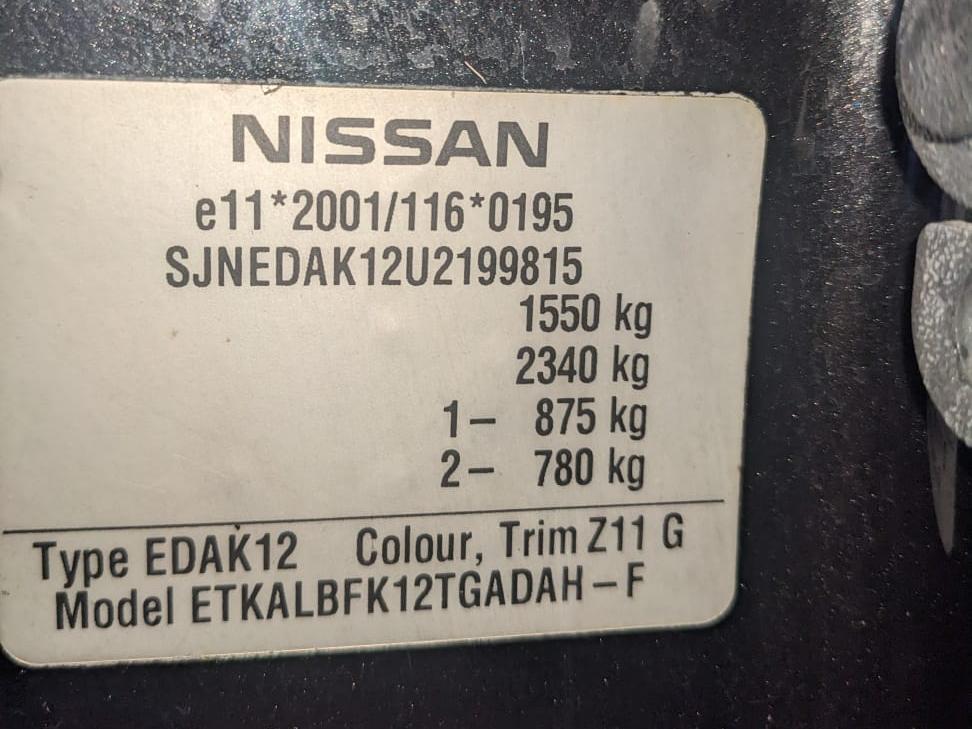 NISSAN
e11*2001/116*0195
SJNEDAK12U2199815
1550 kg
2340 kg
1– 875 kg
2– 780 kg
Type EDAK12 Colour, Trim Z11 G
Model ETKALBFK12TGADAH – F